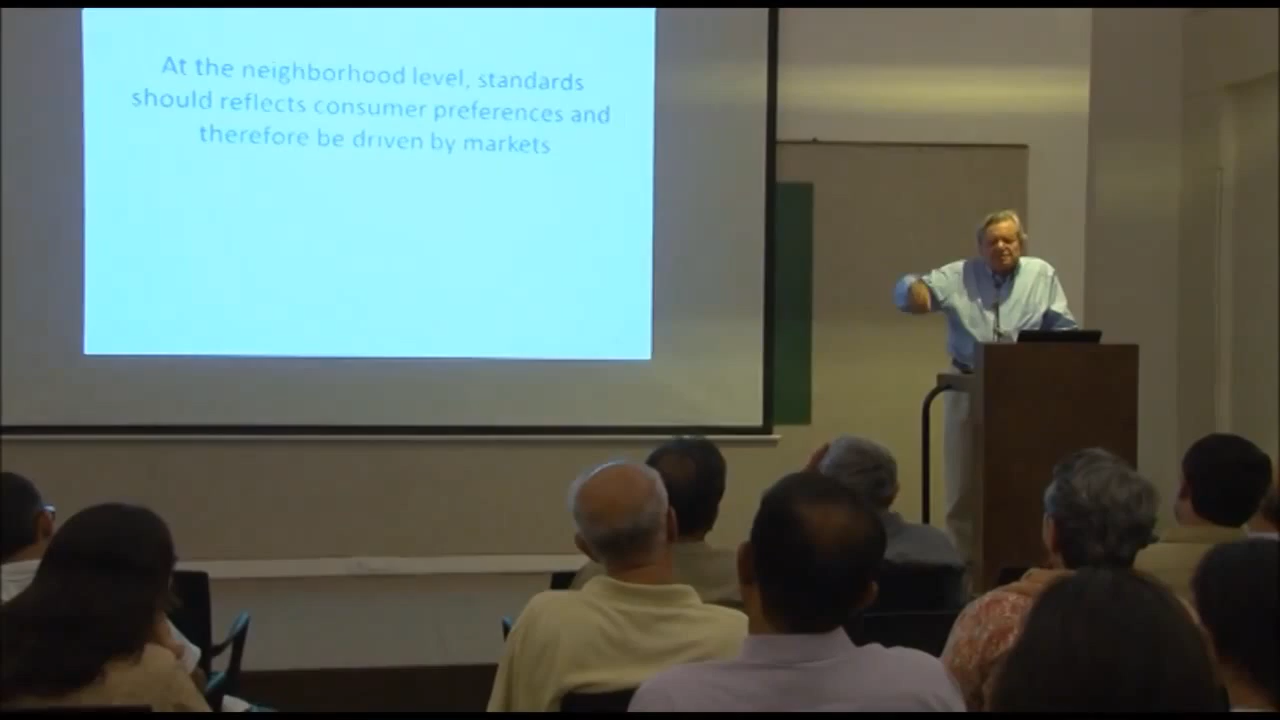 At the neighborhood level, standards
should reflects consumer preferences and
therefore be driven by markets